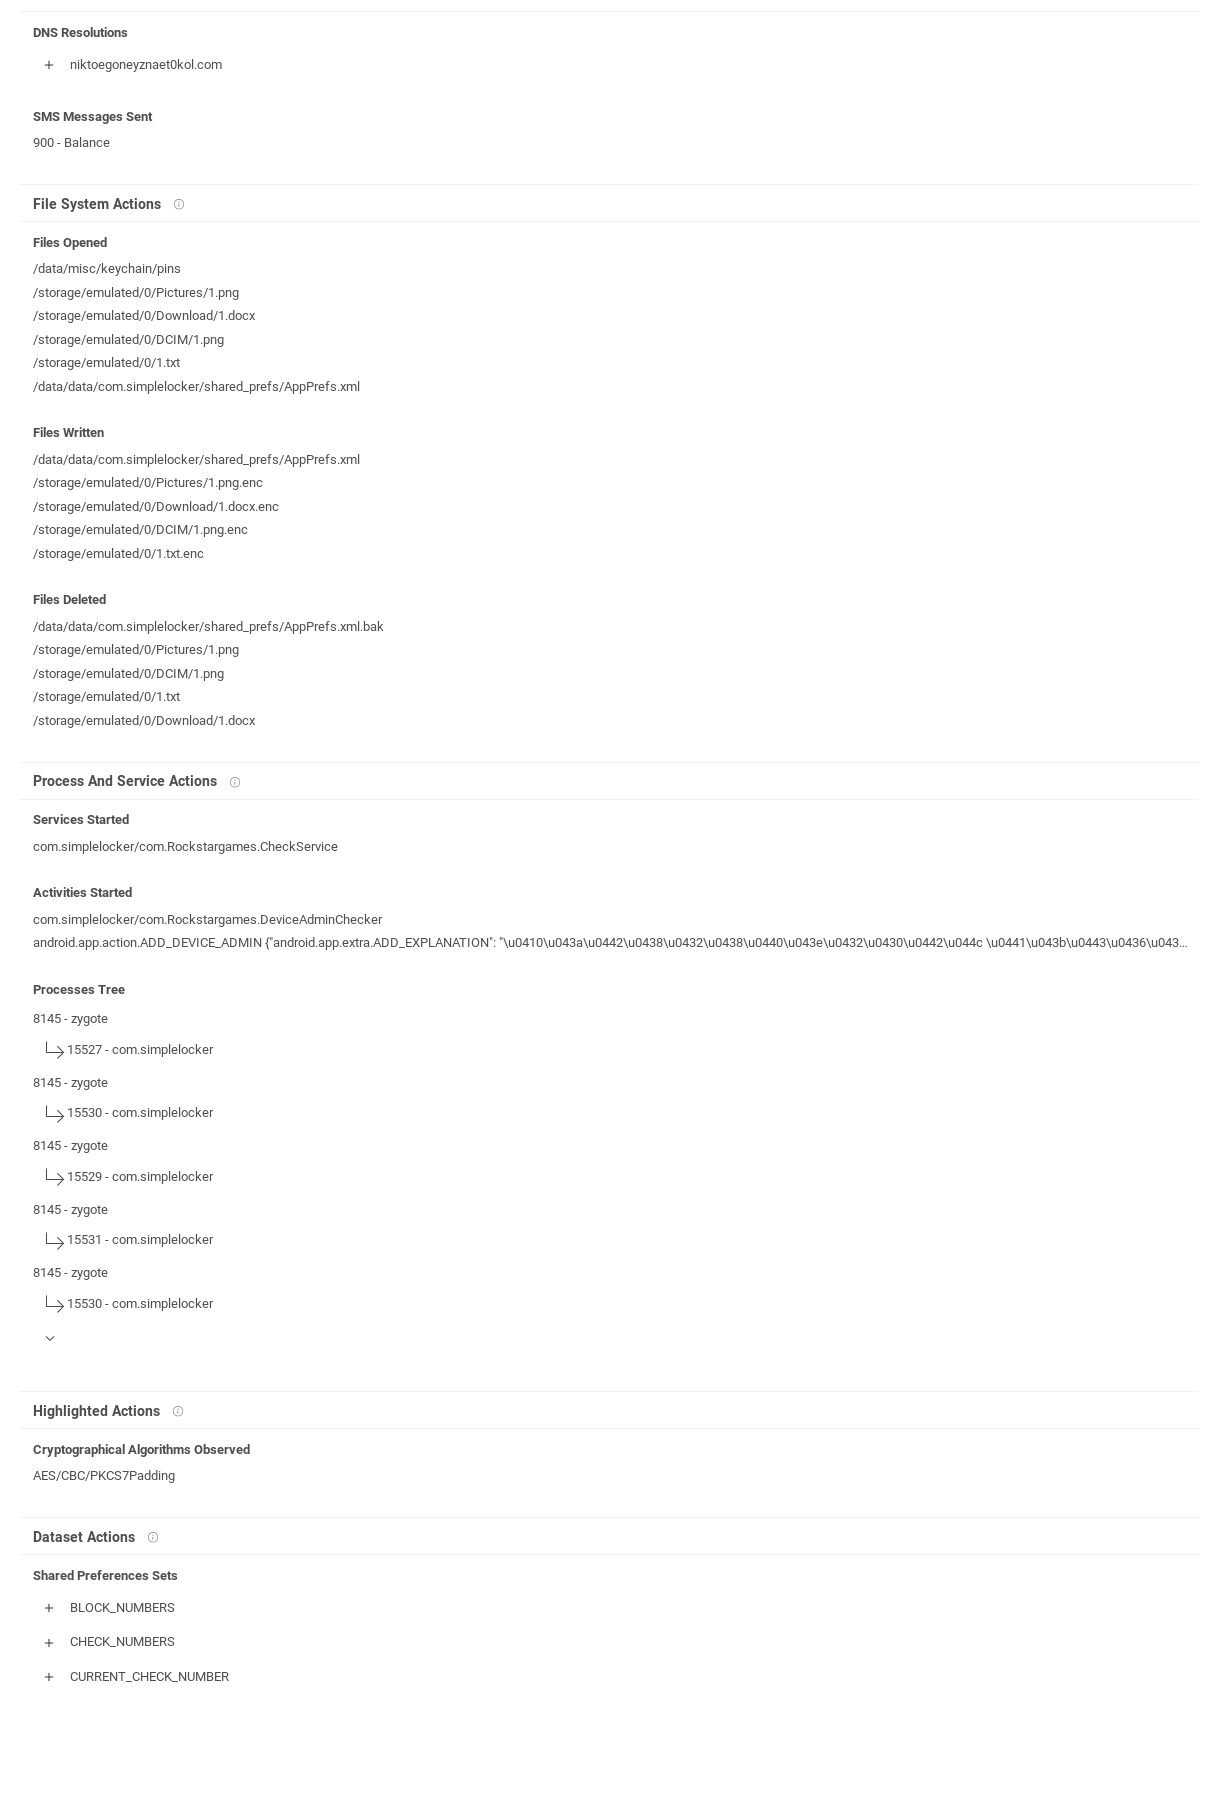 DNS Resolutions
niktoegoneyznaet0kol.com
SMS Messages Sent
900 - Balance
File System Actions
Files Opened
/data/misc/keychain/pins
/storage/emulated/0/Pictures/1.png
/storage/emulated/0/Download/1.docx
/storage/emulated/0/DCIM/1.png
/storage/emulated/0/1.txt
/data/data/com.simplelocker/shared_prefs/AppPrefs.xml
Files Written
/data/data/com.simplelocker/shared_prefs/AppPrefs.xml
/storage/emulated/0/Pictures/1.png.enc
/storage/emulated/0/Download/1.docx.enc
/storage/emulated/0/DCIM/1.png.enc
/storage/emulated/0/1.txt.enc
Files Deleted
/data/data/com.simplelocker/shared_prefs/AppPrefs.xml.bak
/storage/emulated/0/Pictures/1.png
/storage/emulated/0/DCIM/1.png
/storage/emulated/0/1.txt
/storage/emulated/0/Download/1.docx
Process And Service Actions
Services Started
com.simplelocker/com.Rockstargames.CheckService
Activities Started
com.simplelocker/com.Rockstargames.DeviceAdminChecker
android.app.action.ADD_DEVICE_ADMIN {"android.app.extra.ADD_EXPLANATION": "\u0410\u043a\u0442\u0438\u0432\u0438\u0440\u043e\u0432\u0430\u0442\u044c \u0441\u043b\u0443\u0436\u043...
Processes Tree
8145 - zygote
15527 - com.simplelocker
8145 - zygote
15530 - com.simplelocker
8145 - zygote
15529 - com.simplelocker
8145 - zygote
15531 - com.simplelocker
8145 - zygote
15530 - com.simplelocker
Highlighted Actions
Cryptographical Algorithms Observed
AES/CBC/PKCS7Padding
Dataset Actions
Shared Preferences Sets
BLOCK_NUMBERS
CHECK_NUMBERS
CURRENT_CHECK_NUMBER